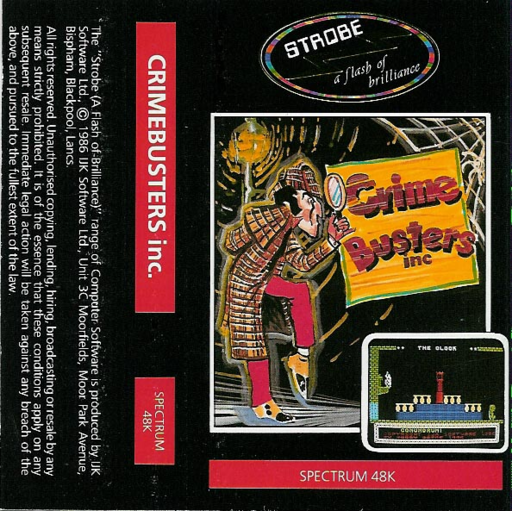 The "Strobe (A Flash of-Brilliance)" range of Computer Software is produced by UK
Software Ltd., © 1986 UK Software Ltd., Unit 3C Moorfields, Moor Park Avenue,
Bispham, Blackpool, Lancs.
All rights reserved. Unauthorised copying, lending, hiring, broadcasting or resale by any
means strictly prohibited. It is of the essence that these conditions apply on any
subsequent resale. Immediate legal action will be taken against any breach of the
above, and pursued to the fullest extent of the law.
CRIMEBUSTERS inc.
SPECTRUM
48K
STROBE
a flash of
brilliance
Crime
Busters
inc
THE CLOCK
CONUNDRUM!
SPECTRUM 48K